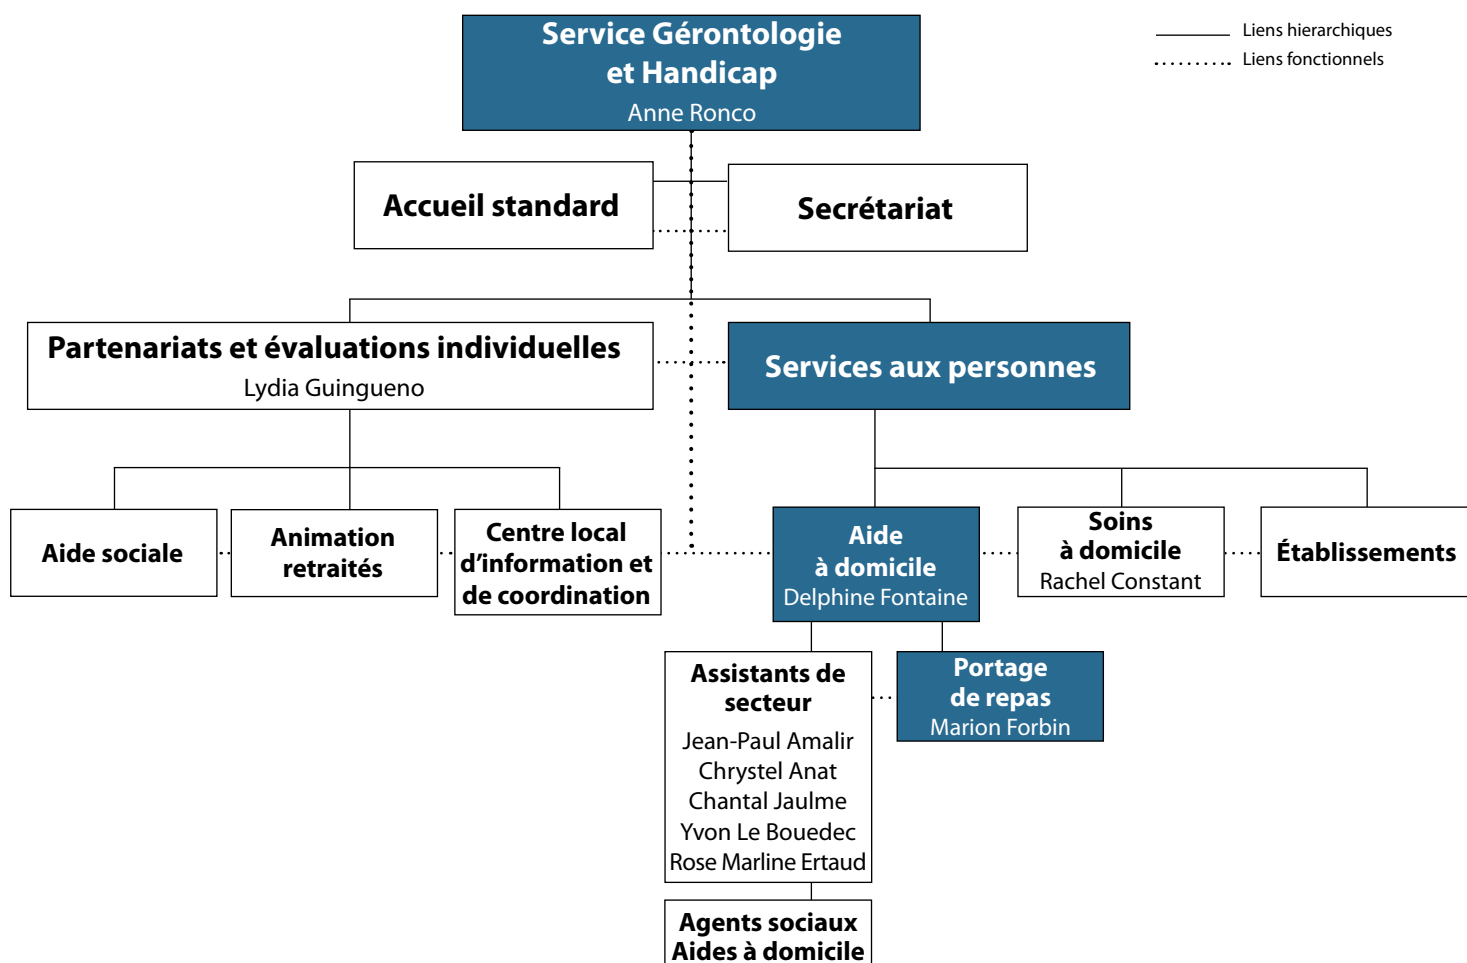 Service Gérontologie
et Handicap
Anne Ronco
Liens hierarchiques
Liens fonctionnels
Accueil standard
Secrétariat
Partenariats et évaluations individuelles
Lydia Guingueno
Services aux personnes
Aide sociale
Animation
retraités
Centre local
d'information et
de coordination
Aide
à domicile
Delphine Fontaine
Soins
à domicile
Rachel Constant
Établissements
Assistants de
secteur
Jean-Paul Amalir
Chrystel Anat
Chantal Jaulme
Yvon Le Bouedec
Rose Marline Ertaud
Portage
de repas
Marion Forbin
Agents sociaux
Aides à domicile